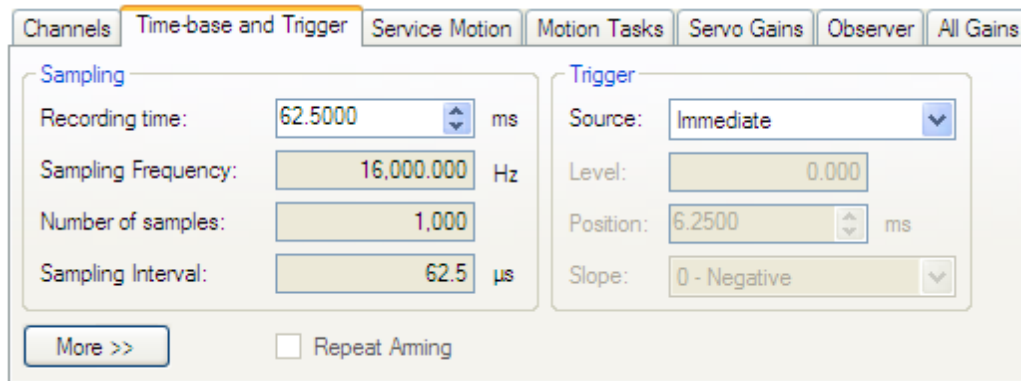 Channels Time-base and Trigger Service Motion Motion Tasks Servo Gains Observer All Gains
Sampling
Recording time: 62.5000 ms
Sampling Frequency: 16,000.000 Hz
Number of samples: 1,000
Sampling Interval: 62.5 µs
Trigger
Source: Immediate
Level: 0.000
Position: 6.2500 ms
Slope: 0 - Negative
More >> Repeat Arming